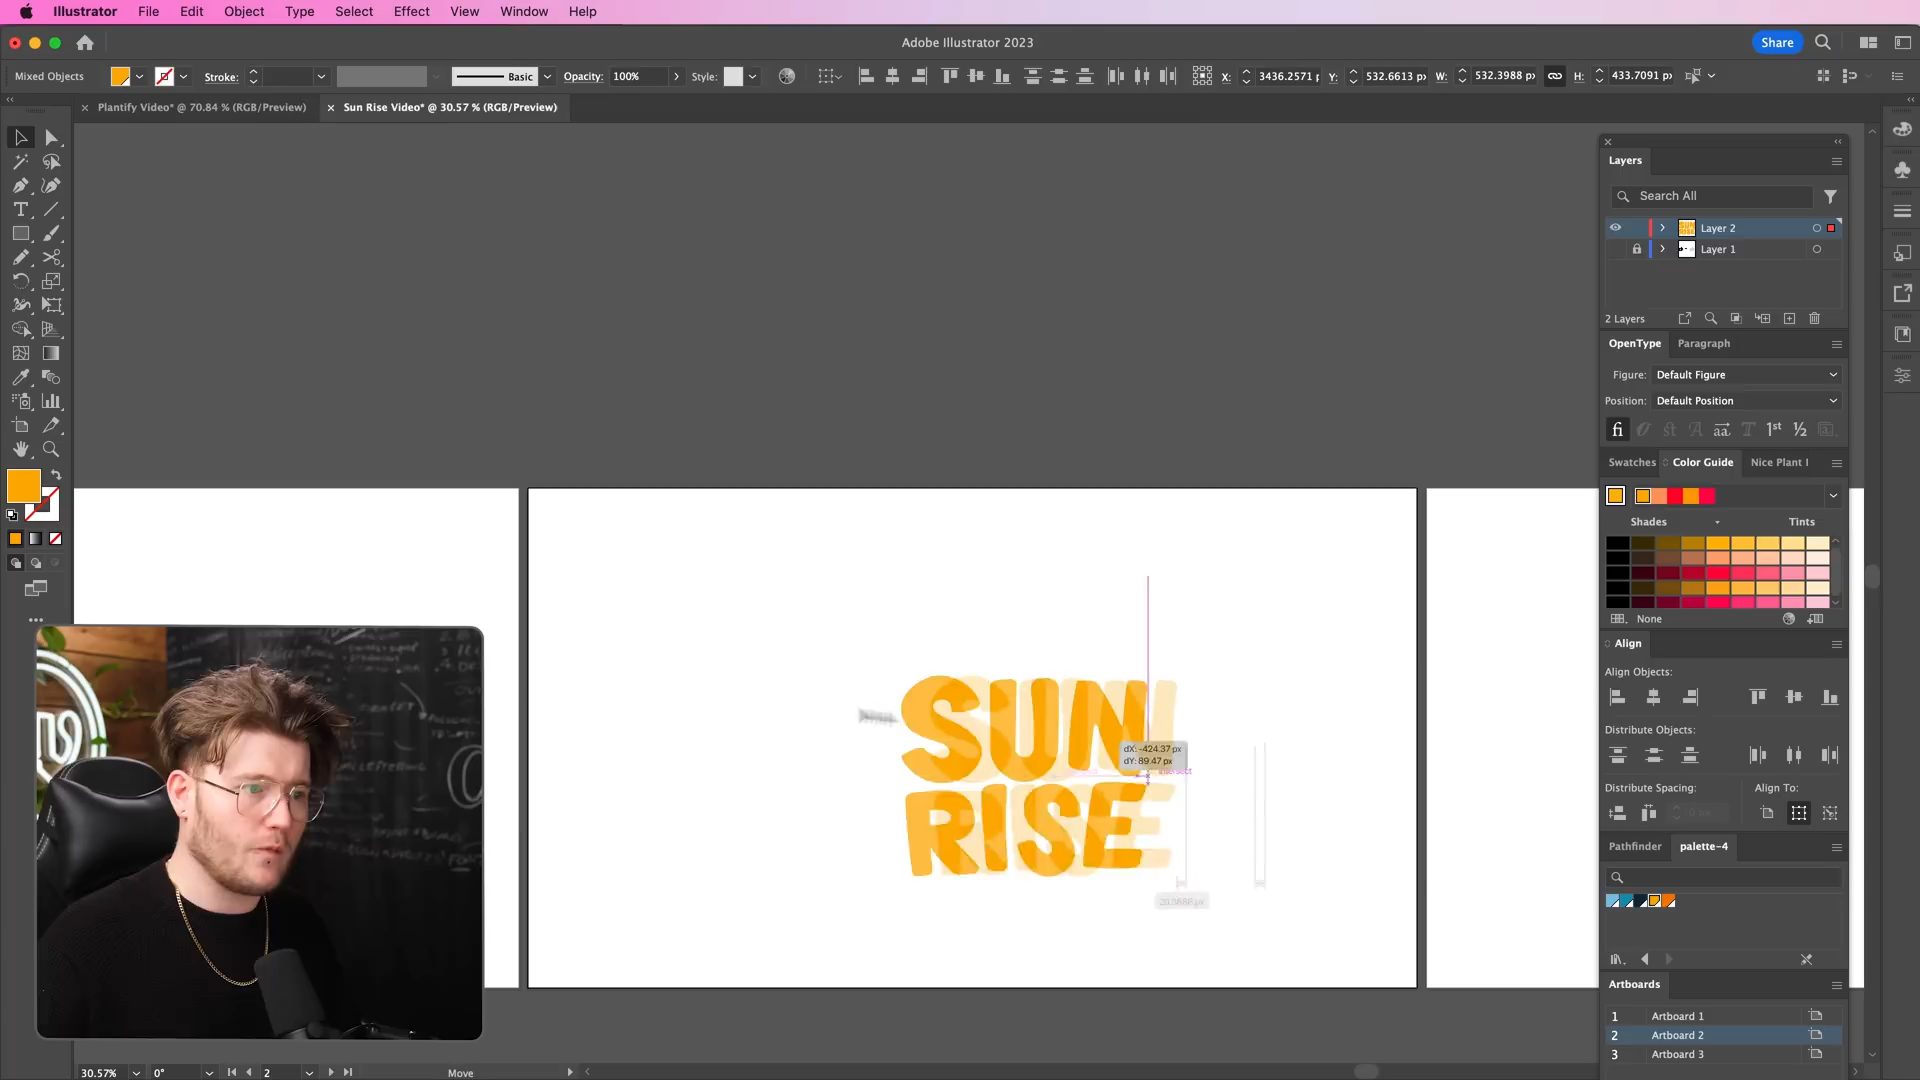 Illustrator File Edit Object Type Select Effect View Window Help
Adobe Illustrator 2023
Share
Mixed Objects Stroke: Basic Opacity: 100% Style: X: 3436.2571 Y: 532.6613 px W: 532.3988 px H: 433.7091 px
Plantify Video* @ 70.84 % (RGB/Preview) Sun Rise Video* @ 30.57 % (RGB/Preview)
Layers
Search All
Layer 2
Layer 1
2 Layers
OpenType Paragraph
Figure: Default Figure
Position: Default Position
Swatches Color Guide Nice Plant I
Shades Tints
None
Align
Align Objects:
Distribute Objects:
Distribute Spacing: Align To:
0 px
Pathfinder palette-4
Artboards
1 Artboard 1
2 Artboard 2
3 Artboard 3
SUN
RISE
dX: -424.37 px
dY: 89.47 px
30.57% 0° 2 Move